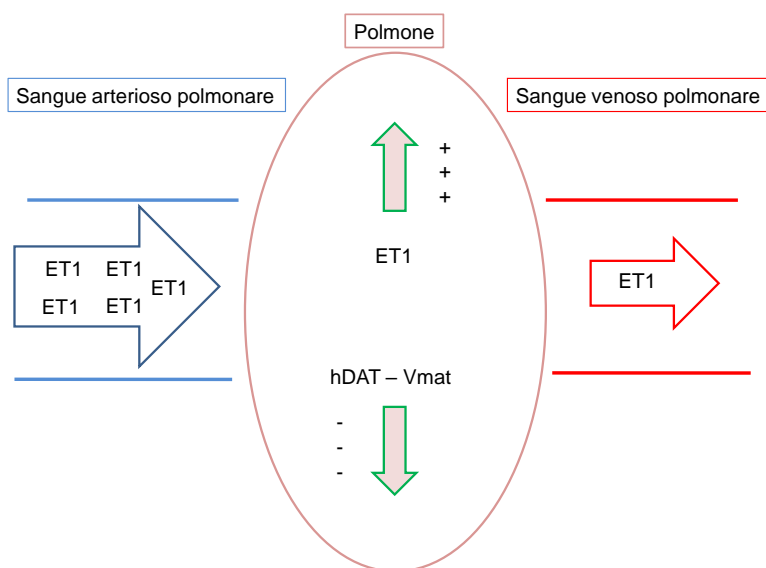 Polmone
Sangue arterioso polmonare
Sangue venoso polmonare
+
+
+
ET1 ET1
ET1
ET1 ET1
ET1
ET1
hDAT – Vmat
-
-
-